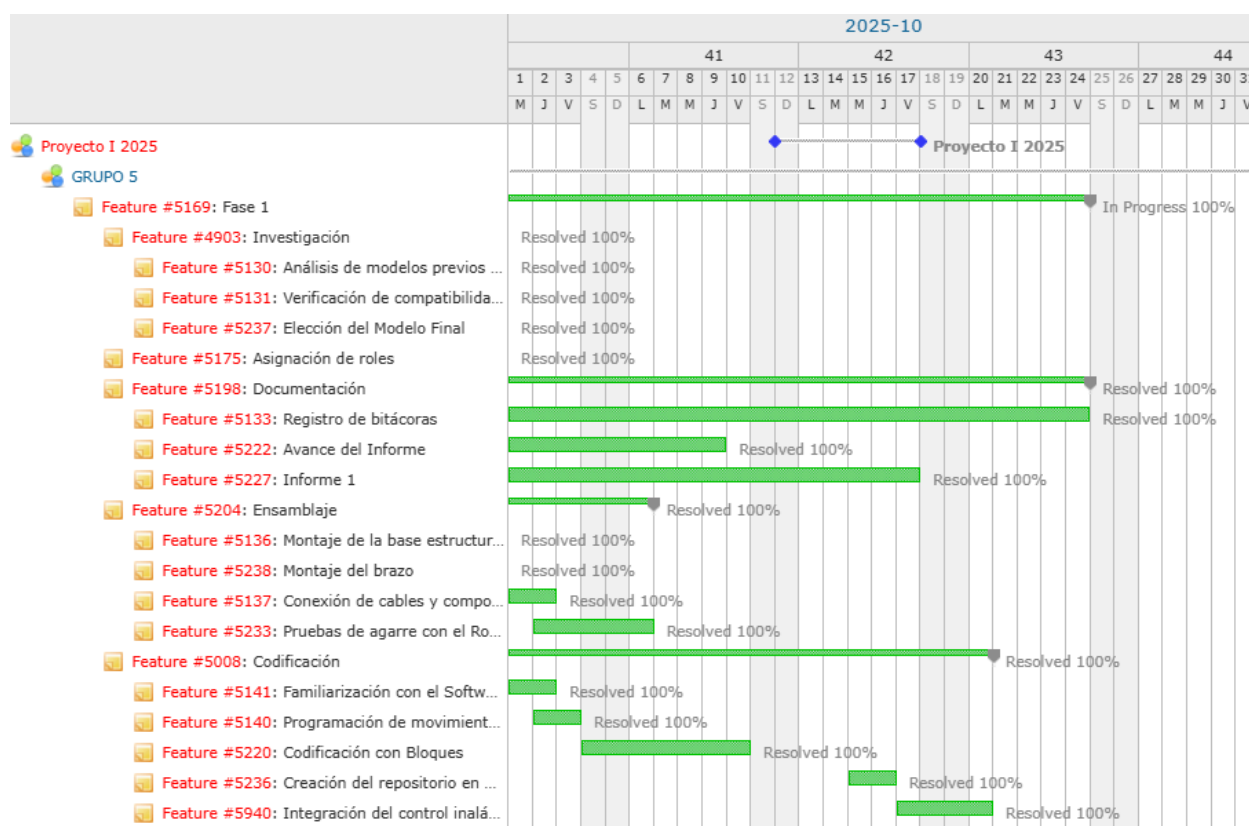 2025-10
41 42 43 44
1 2 3 4 5 6 7 8 9 10 11 12 13 14 15 16 17 18 19 20 21 22 23 24 25 26 27 28 29 30
M J V S D L M M J V S D L M M J V S D L M M J V S D L M M J V
Proyecto I 2025 Proyecto I 2025
GRUPO 5
Feature #5169: Fase 1 In Progress 100%
Feature #4903: Investigación Resolved 100%
Feature #5130: Análisis de modelos previos ... Resolved 100%
Feature #5131: Verificación de compatibilida... Resolved 100%
Feature #5237: Elección del Modelo Final Resolved 100%
Feature #5175: Asignación de roles Resolved 100%
Feature #5198: Documentación Resolved 100%
Feature #5133: Registro de bitácoras Resolved 100%
Feature #5222: Avance del Informe Resolved 100%
Feature #5227: Informe 1 Resolved 100%
Feature #5204: Ensamblaje Resolved 100%
Feature #5136: Montaje de la base estructur... Resolved 100%
Feature #5238: Montaje del brazo Resolved 100%
Feature #5137: Conexión de cables y compo... Resolved 100%
Feature #5233: Pruebas de agarre con el Ro... Resolved 100%
Feature #5008: Codificación Resolved 100%
Feature #5141: Familiarización con el Softw... Resolved 100%
Feature #5140: Programación de movimient... Resolved 100%
Feature #5220: Codificación con Bloques Resolved 100%
Feature #5236: Creación del repositorio en ... Resolved 100%
Feature #5940: Integración del control inalá... Resolved 100%